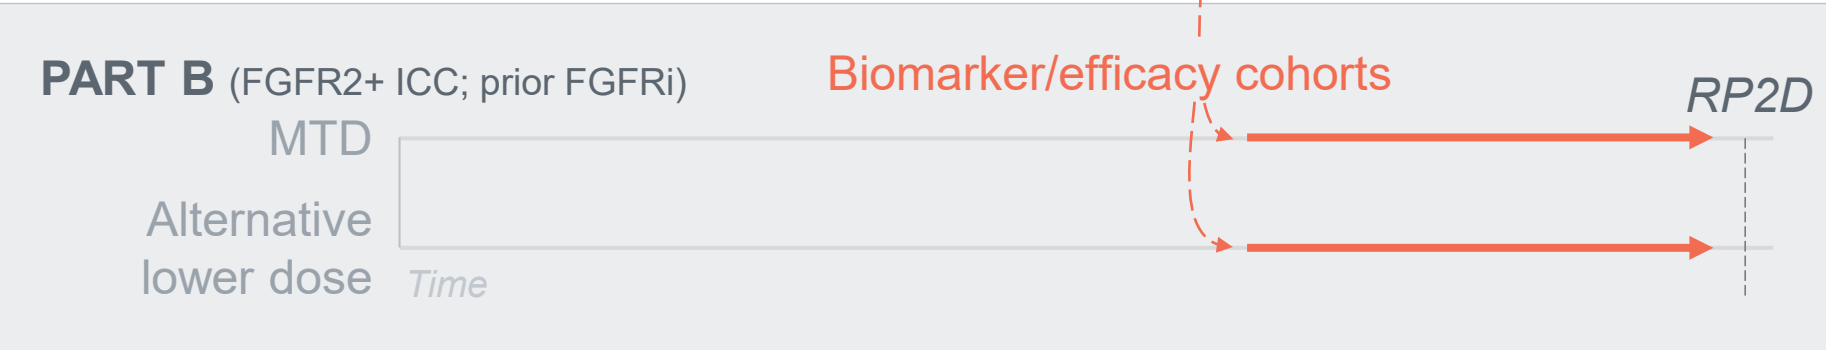 PART B (FGFR2+ ICC; prior FGFRi)
Biomarker/efficacy cohorts
RP2D
MTD
Alternative
lower dose
Time